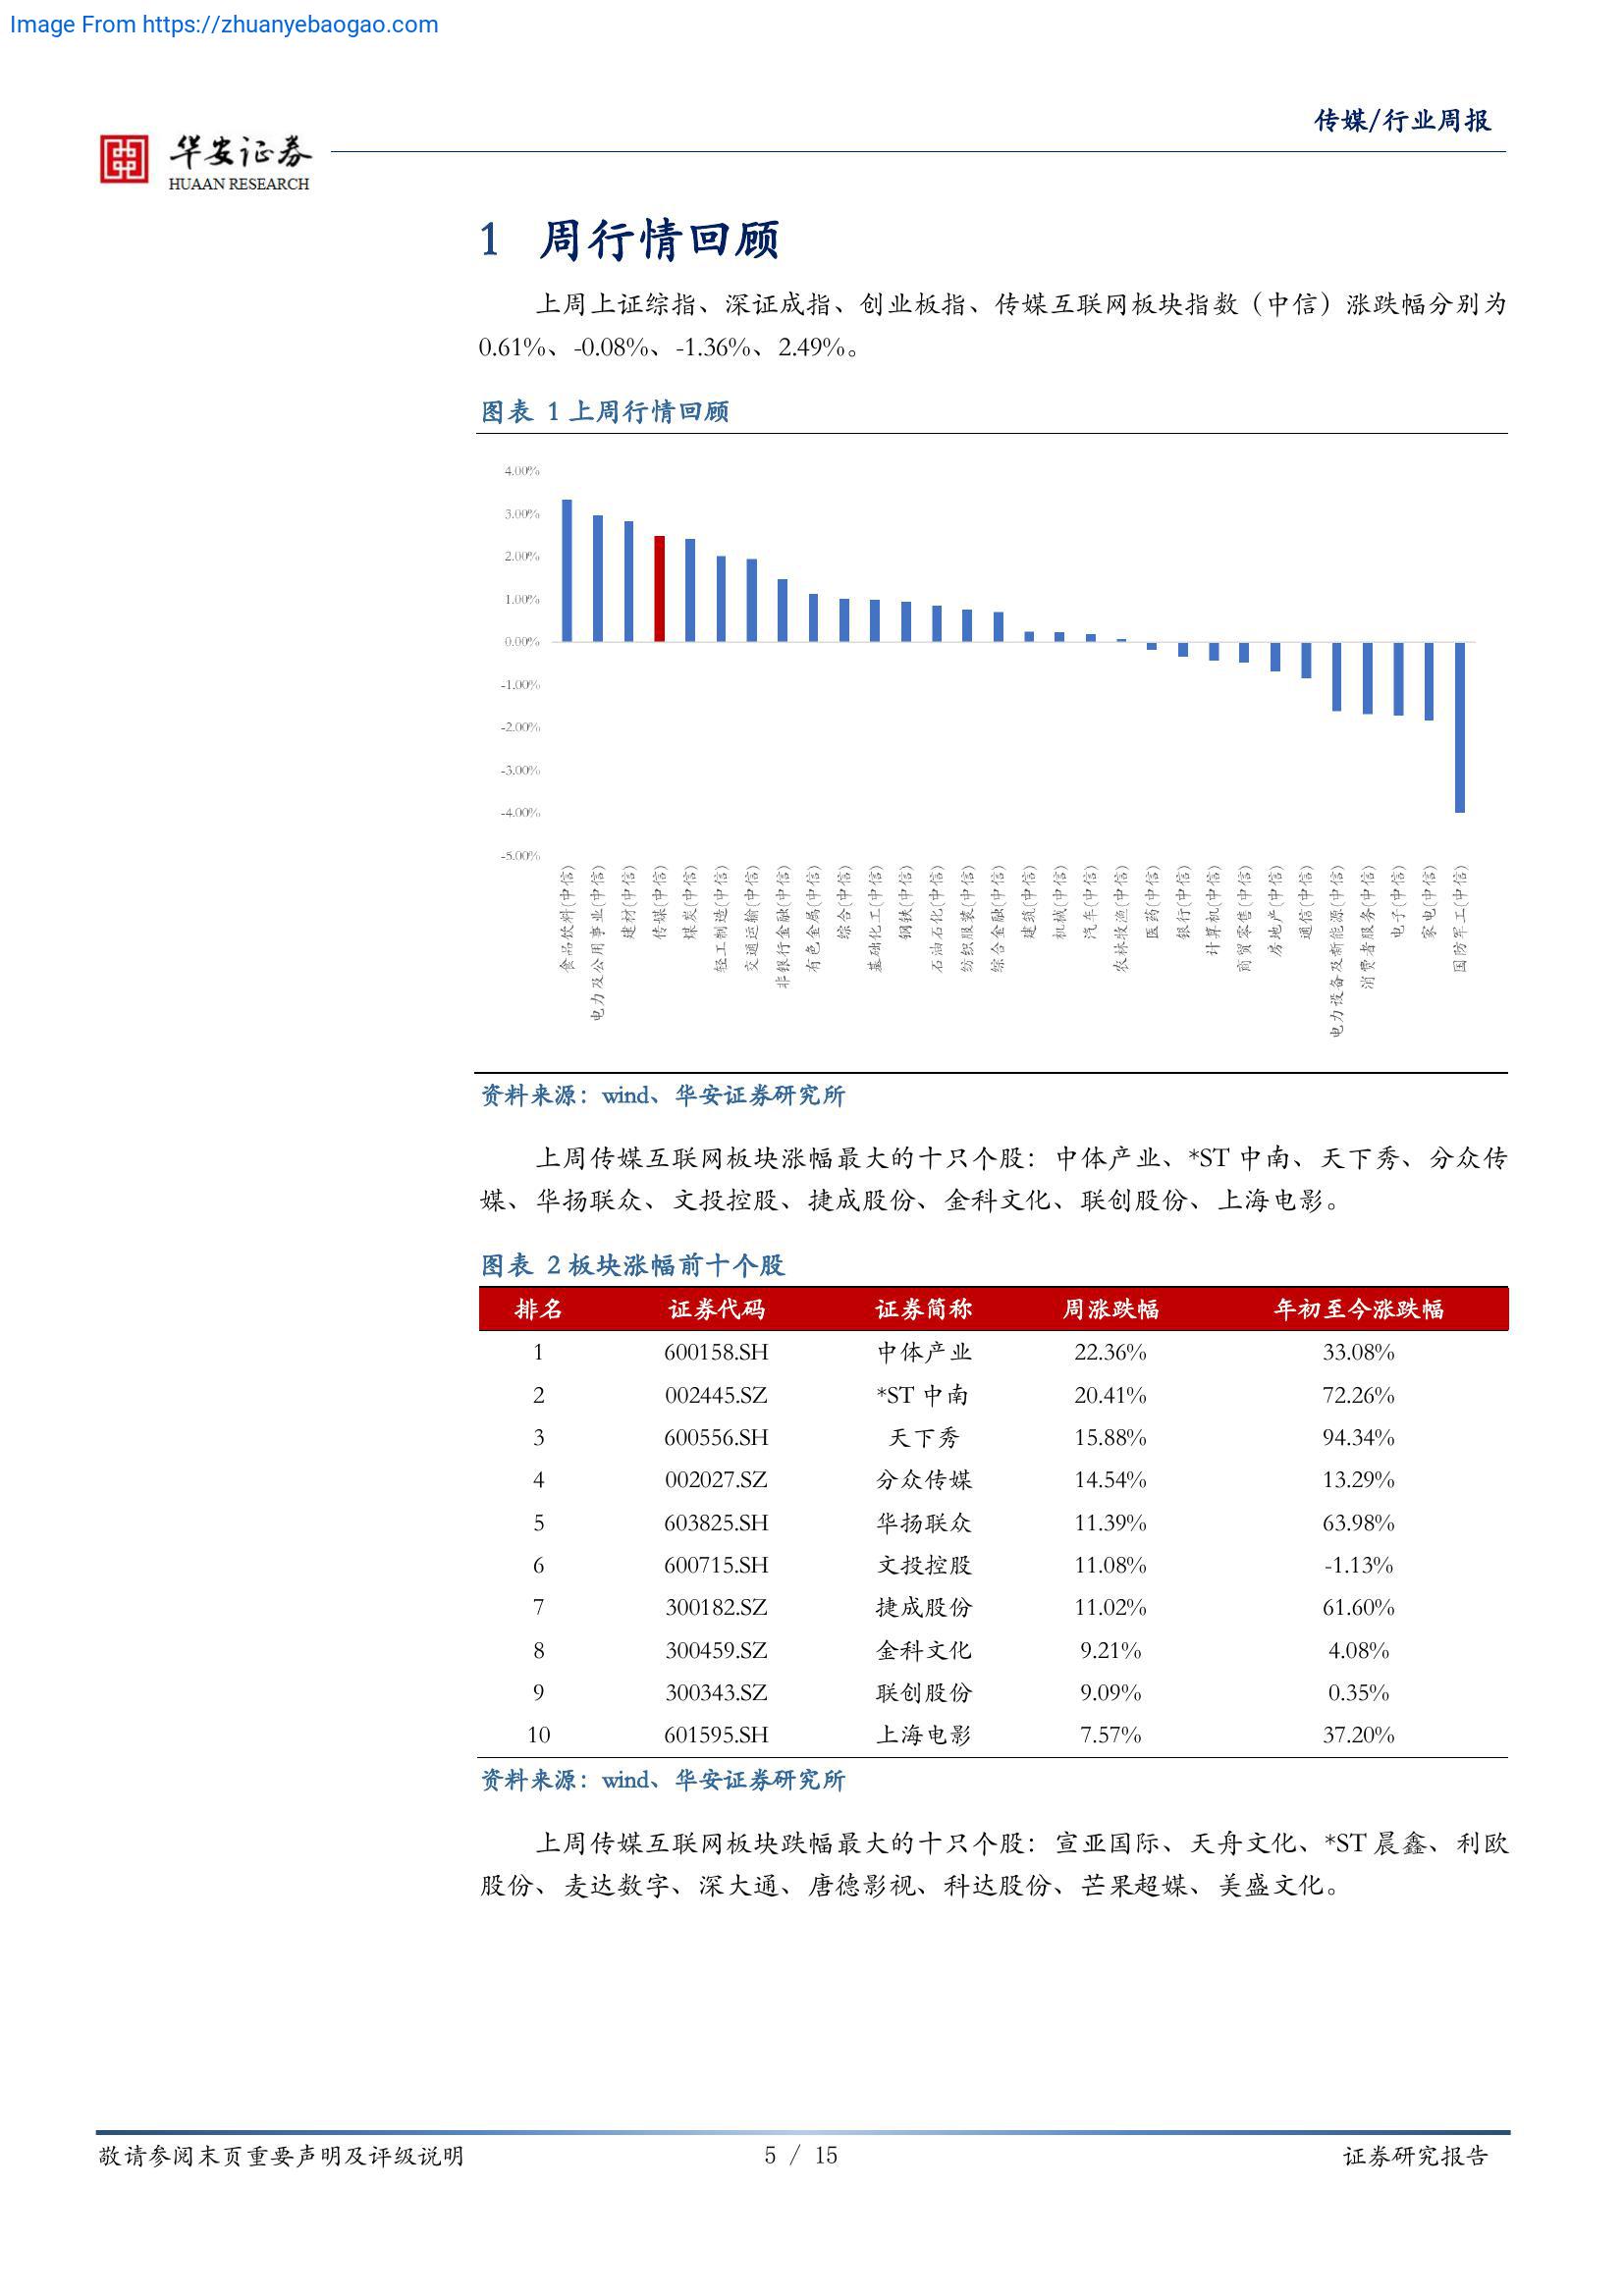 Image From https://zhuanyebaogao.com
传媒/行业周报
华安证券
HUAAN RESEARCH
1 周行情回顾
上周上证综指、深证成指、创业板指、传媒互联网板块指数（中信）涨跌幅分别为
0.61%、-0.08%、-1.36%、2.49%。
图表 1 上周行情回顾
4.00%
3.00%
2.00%
1.00%
0.00%
-1.00%
-2.00%
-3.00%
-4.00%
-5.00%
食品饮料(中信)
电力及公用事业(中信)
建材(中信)
传媒(中信)
煤炭(中信)
轻工制造(中信)
交通运输(中信)
非银行金融(中信)
有色金属(中信)
综合(中信)
基础化工(中信)
钢铁(中信)
石油石化(中信)
纺织服装(中信)
综合金融(中信)
建筑(中信)
机械(中信)
汽车(中信)
农林牧渔(中信)
医药(中信)
银行(中信)
计算机(中信)
商贸零售(中信)
房地产(中信)
通信(中信)
电力设备及新能源(中信)
消费者服务(中信)
电子(中信)
家电(中信)
国防军工(中信)
资料来源：wind、华安证券研究所
上周传媒互联网板块涨幅最大的十只个股：中体产业、*ST 中南、天下秀、分众传
媒、华扬联众、文投控股、捷成股份、金科文化、联创股份、上海电影。
图表 2 板块涨幅前十个股
排名 证券代码 证券简称 周涨跌幅 年初至今涨跌幅
1 600158.SH 中体产业 22.36% 33.08%
2 002445.SZ *ST 中南 20.41% 72.26%
3 600556.SH 天下秀 15.88% 94.34%
4 002027.SZ 分众传媒 14.54% 13.29%
5 603825.SH 华扬联众 11.39% 63.98%
6 600715.SH 文投控股 11.08% -1.13%
7 300182.SZ 捷成股份 11.02% 61.60%
8 300459.SZ 金科文化 9.21% 4.08%
9 300343.SZ 联创股份 9.09% 0.35%
10 601595.SH 上海电影 7.57% 37.20%
资料来源：wind、华安证券研究所
上周传媒互联网板块跌幅最大的十只个股：宣亚国际、天舟文化、*ST 晨鑫、利欧
股份、麦达数字、深大通、唐德影视、科达股份、芒果超媒、美盛文化。
敬请参阅末页重要声明及评级说明 5 / 15 证券研究报告